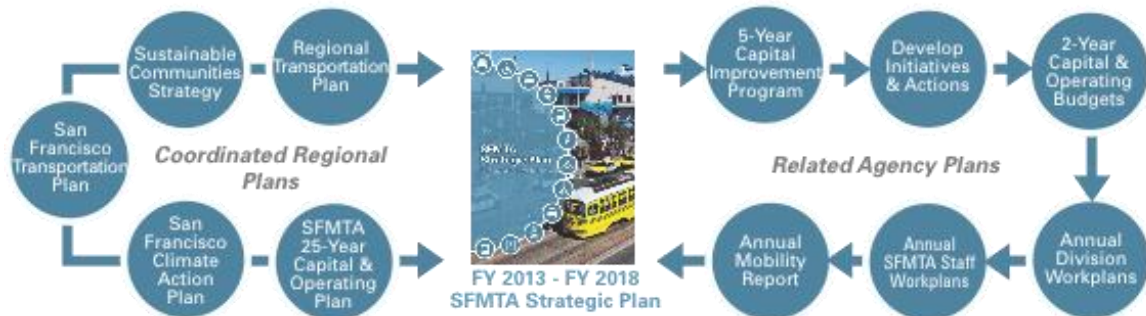 Sustainable
Communities
Strategy
Regional
Transportation
Plan
San
Francisco
Transportation
Plan
Coordinated Regional
Plans
San
Francisco
Climate
Action
Plan
SFMTA
25-Year
Capital &
Operating
Plan
SFMTA
Strategic Plan
FY 2013 - FY 2018
SFMTA Strategic Plan
5-Year
Capital
Improvement
Program
Develop
Initiatives
& Actions
2-Year
Capital &
Operating
Budgets
Related Agency Plans
Annual
Mobility
Report
Annual
SFMTA Staff
Workplans
Annual
Division
Workplans